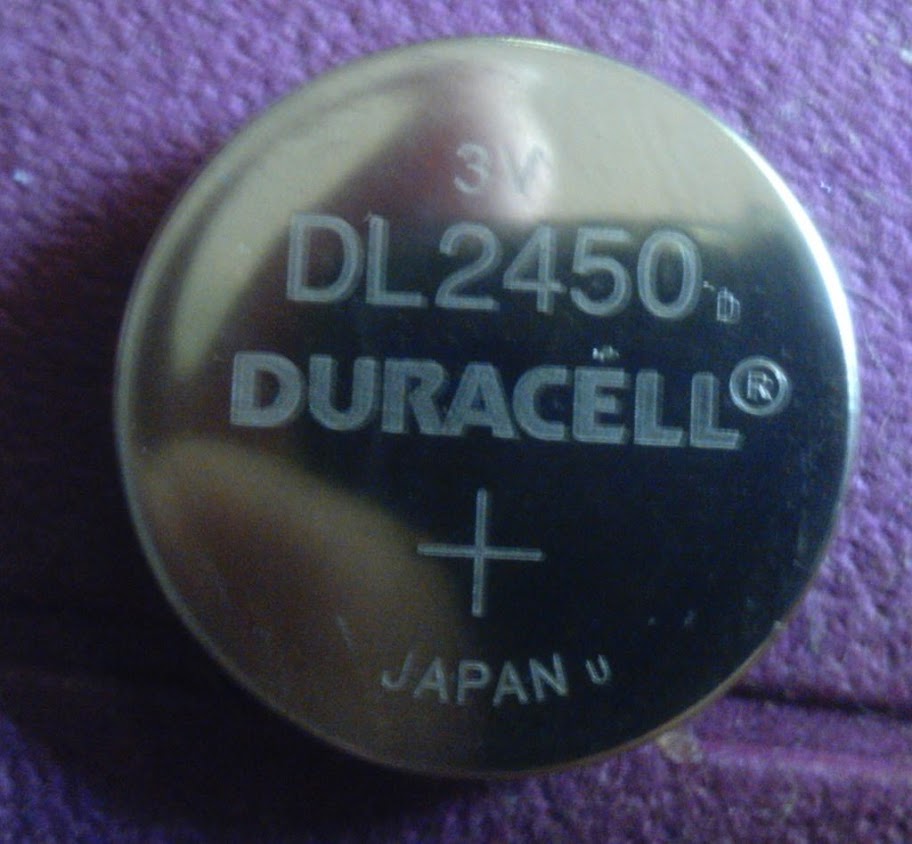 3V
DL2450
DURACELL®
+
JAPAN U